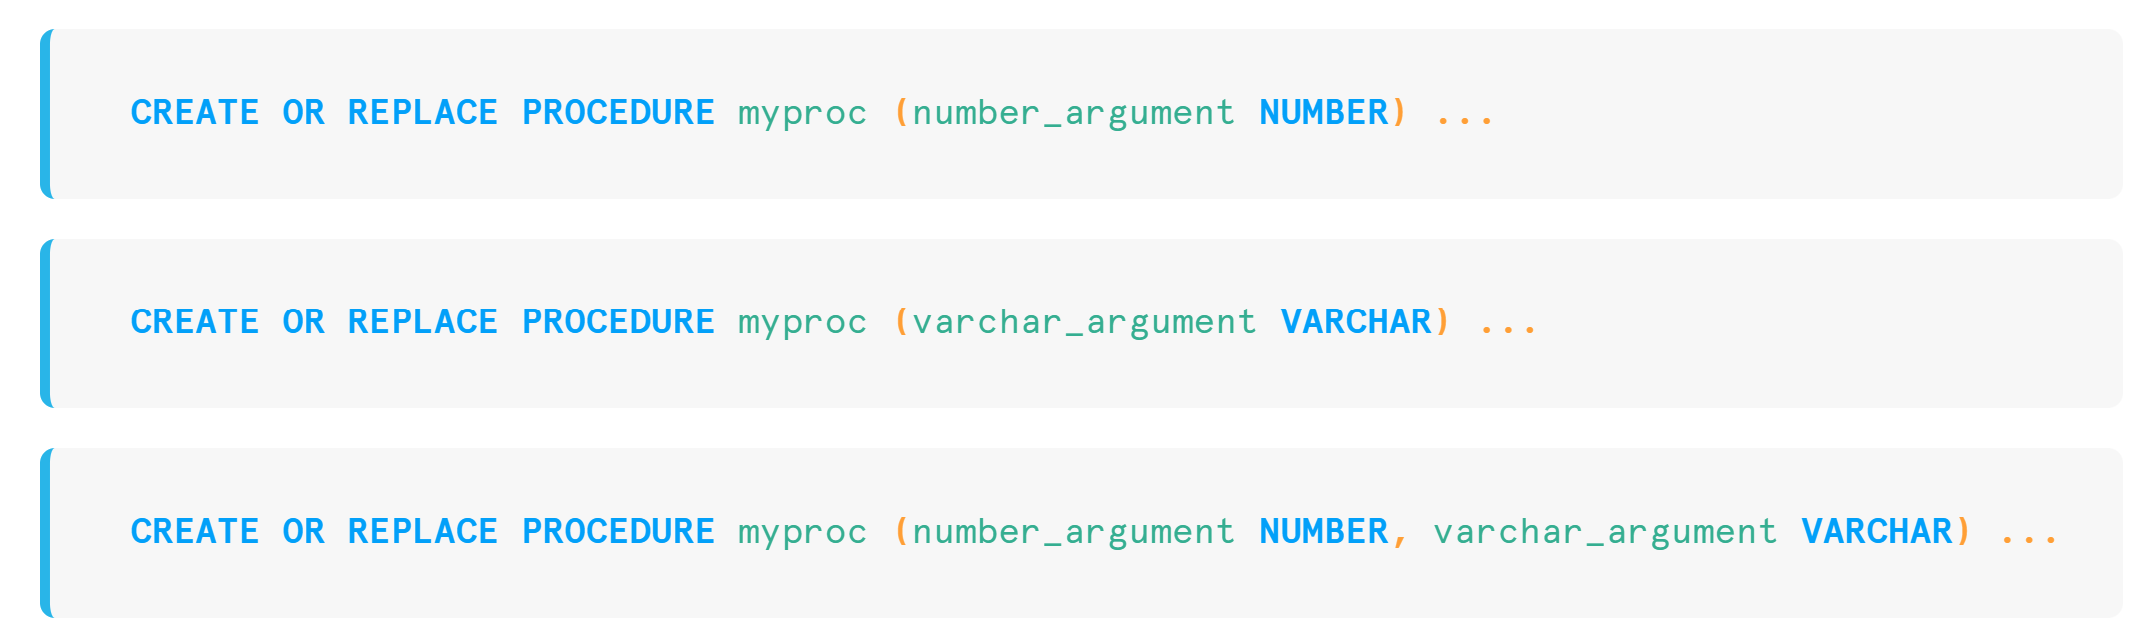 CREATE OR REPLACE PROCEDURE myproc (number_argument NUMBER) ...
CREATE OR REPLACE PROCEDURE myproc (varchar_argument VARCHAR) ...
CREATE OR REPLACE PROCEDURE myproc (number_argument NUMBER, varchar_argument VARCHAR) ...